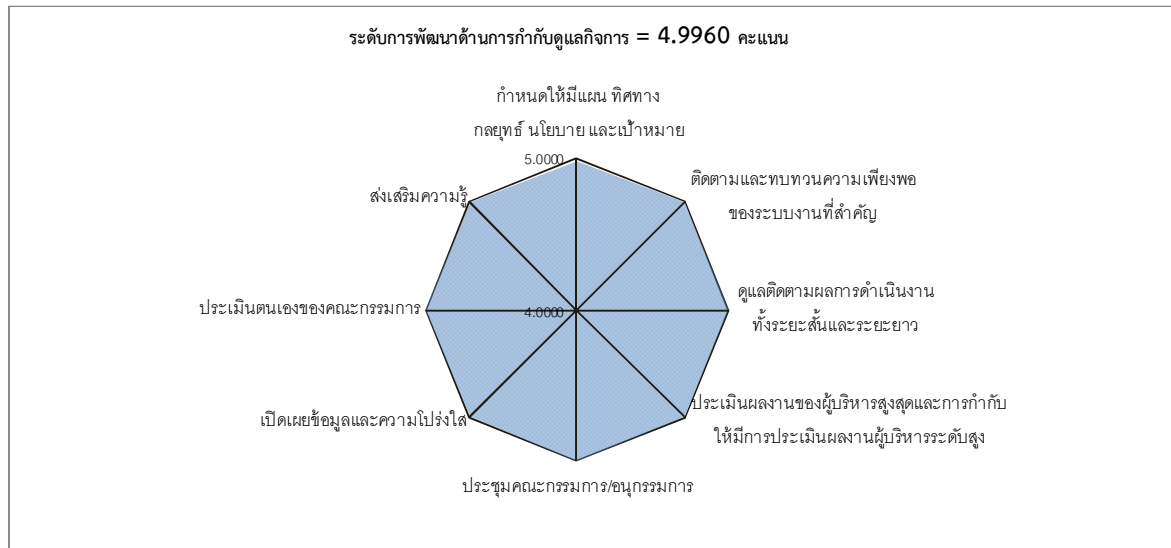 ระดับการพัฒนาด้านการกำกับดูแลกิจการ = 4.9960 คะแนน
กำหนดให้มีแผน ทิศทาง
กลยุทธ์ นโยบาย และเป้าหมาย
5.0000
ติดตามและทบทวนความเพียงพอ
ของระบบงานที่สำคัญ
ส่งเสริมความรู้
ดูแลติดตามผลการดำเนินงาน
ทั้งระยะสั้นและระยะยาว
ประเมินตนเองของคณะกรรมการ
4.0000
ประเมินผลงานของผู้บริหารสูงสุดและการกำกับ
ให้มีการประเมินผลงานผู้บริหารระดับสูง
เปิดเผยข้อมูลและความโปร่งใส
ประชุมคณะกรรมการ/อนุกรรมการ